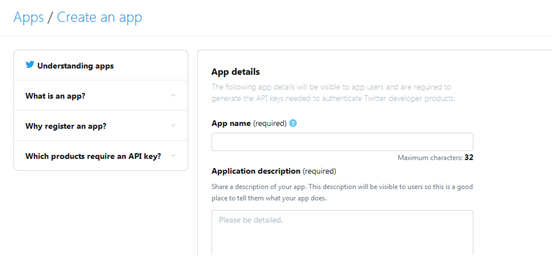 Apps / Create an app
Understanding apps
What is an app?
Why register an app?
Which products require an API key?
App details
The following app details will be visible to app users and are required to
generate the API keys needed to authenticate Twitter developer products.
App name (required) ?
Maximum characters: 32
Application description (required)
Share a description of your app. This description will be visible to users so this is a good
place to tell them what your app does.
Please be detailed.